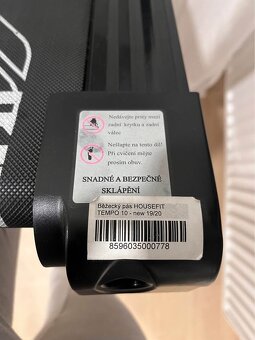 Nedávejte prsty mezi
zadní krytku a zadní
válec
Nešlapte na tento díl!
Při cvičení mějte
prosím obuv.
SNADNÉ A BEZPEČNÉ
SKLÁPĚNÍ
Běžecký pás HOUSEFIT
TEMPO 10 - new 19/20
8596035000778